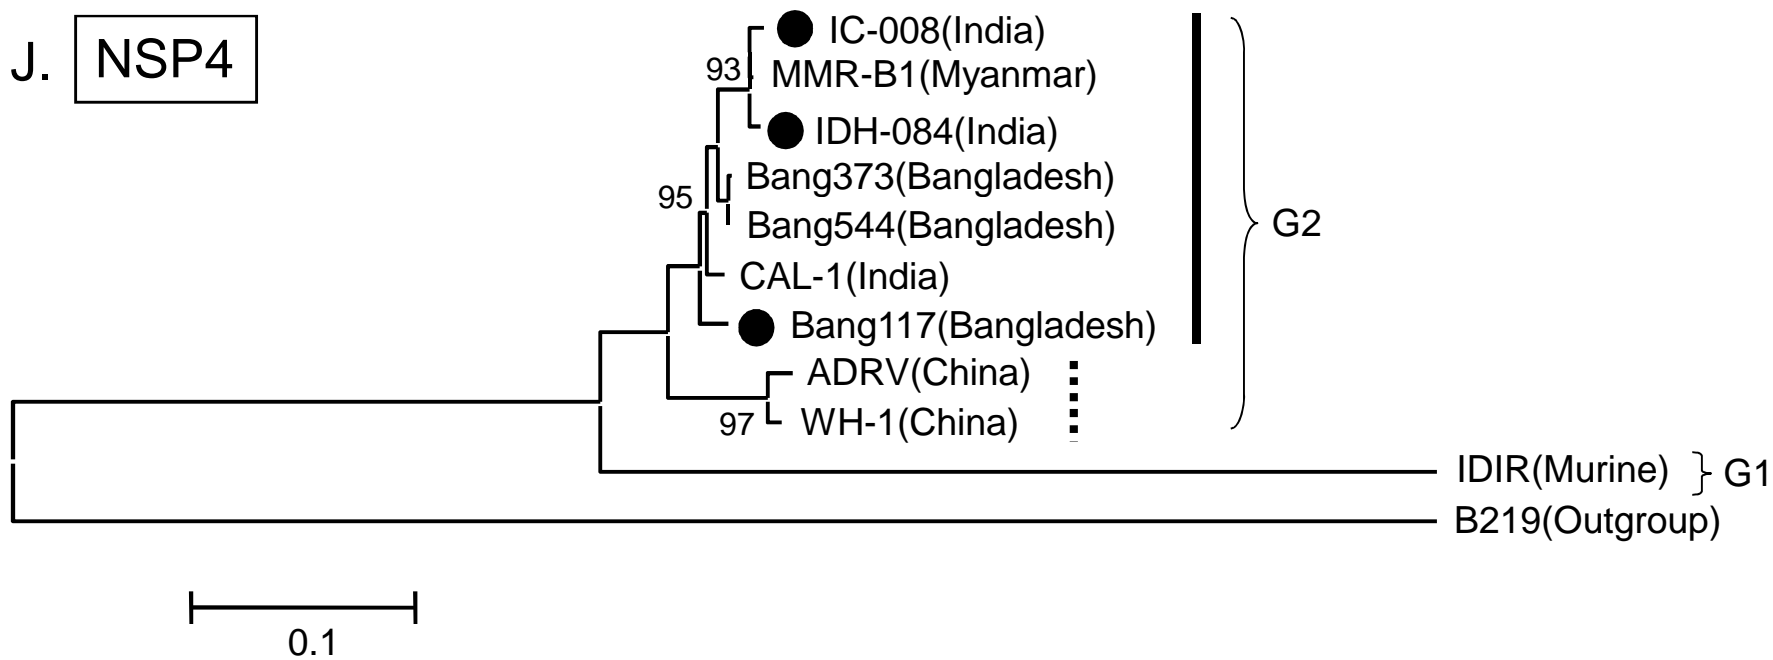 J. NSP4
IC-008(India)
93
MMR-B1(Myanmar)
IDH-084(India)
Bang373(Bangladesh)
95
Bang544(Bangladesh)
G2
CAL-1(India)
Bang117(Bangladesh)
ADRV(China)
97
WH-1(China)
IDIR(Murine)
G1
B219(Outgroup)
0.1